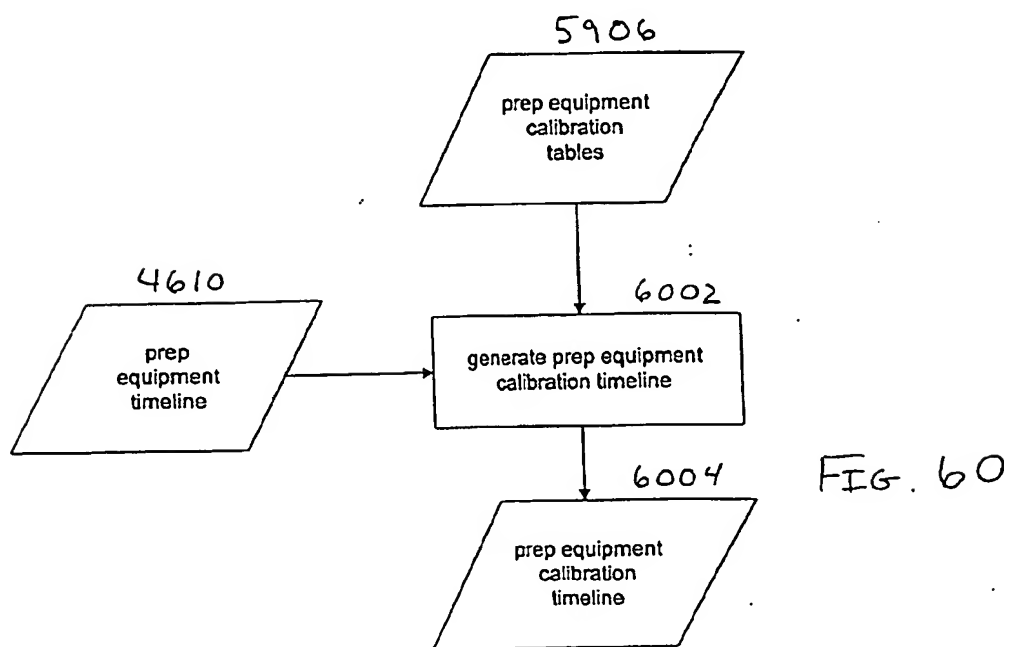 5906
prep equipment
calibration
tables
4610
prep
equipment
timeline
6002
generate prep equipment
calibration timeline
6004
prep equipment
calibration
timeline
FIG. 60